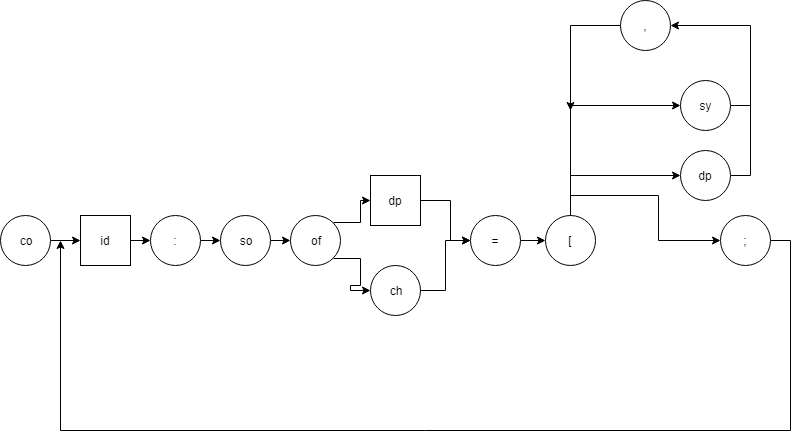 ,
sy
dp
dp
co
id
:
so
of
=
[
;
ch